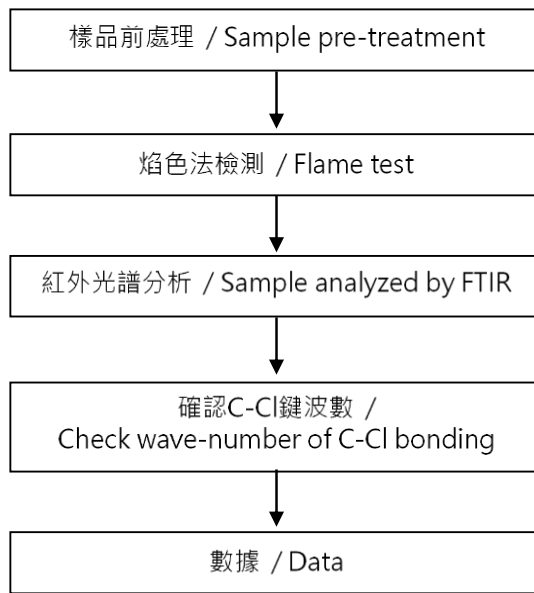 樣品前處理 / Sample pre-treatment
焰色法檢測 / Flame test
紅外光譜分析 / Sample analyzed by FTIR
確認C-Cl鍵波數 /
Check wave-number of C-Cl bonding
數據 / Data